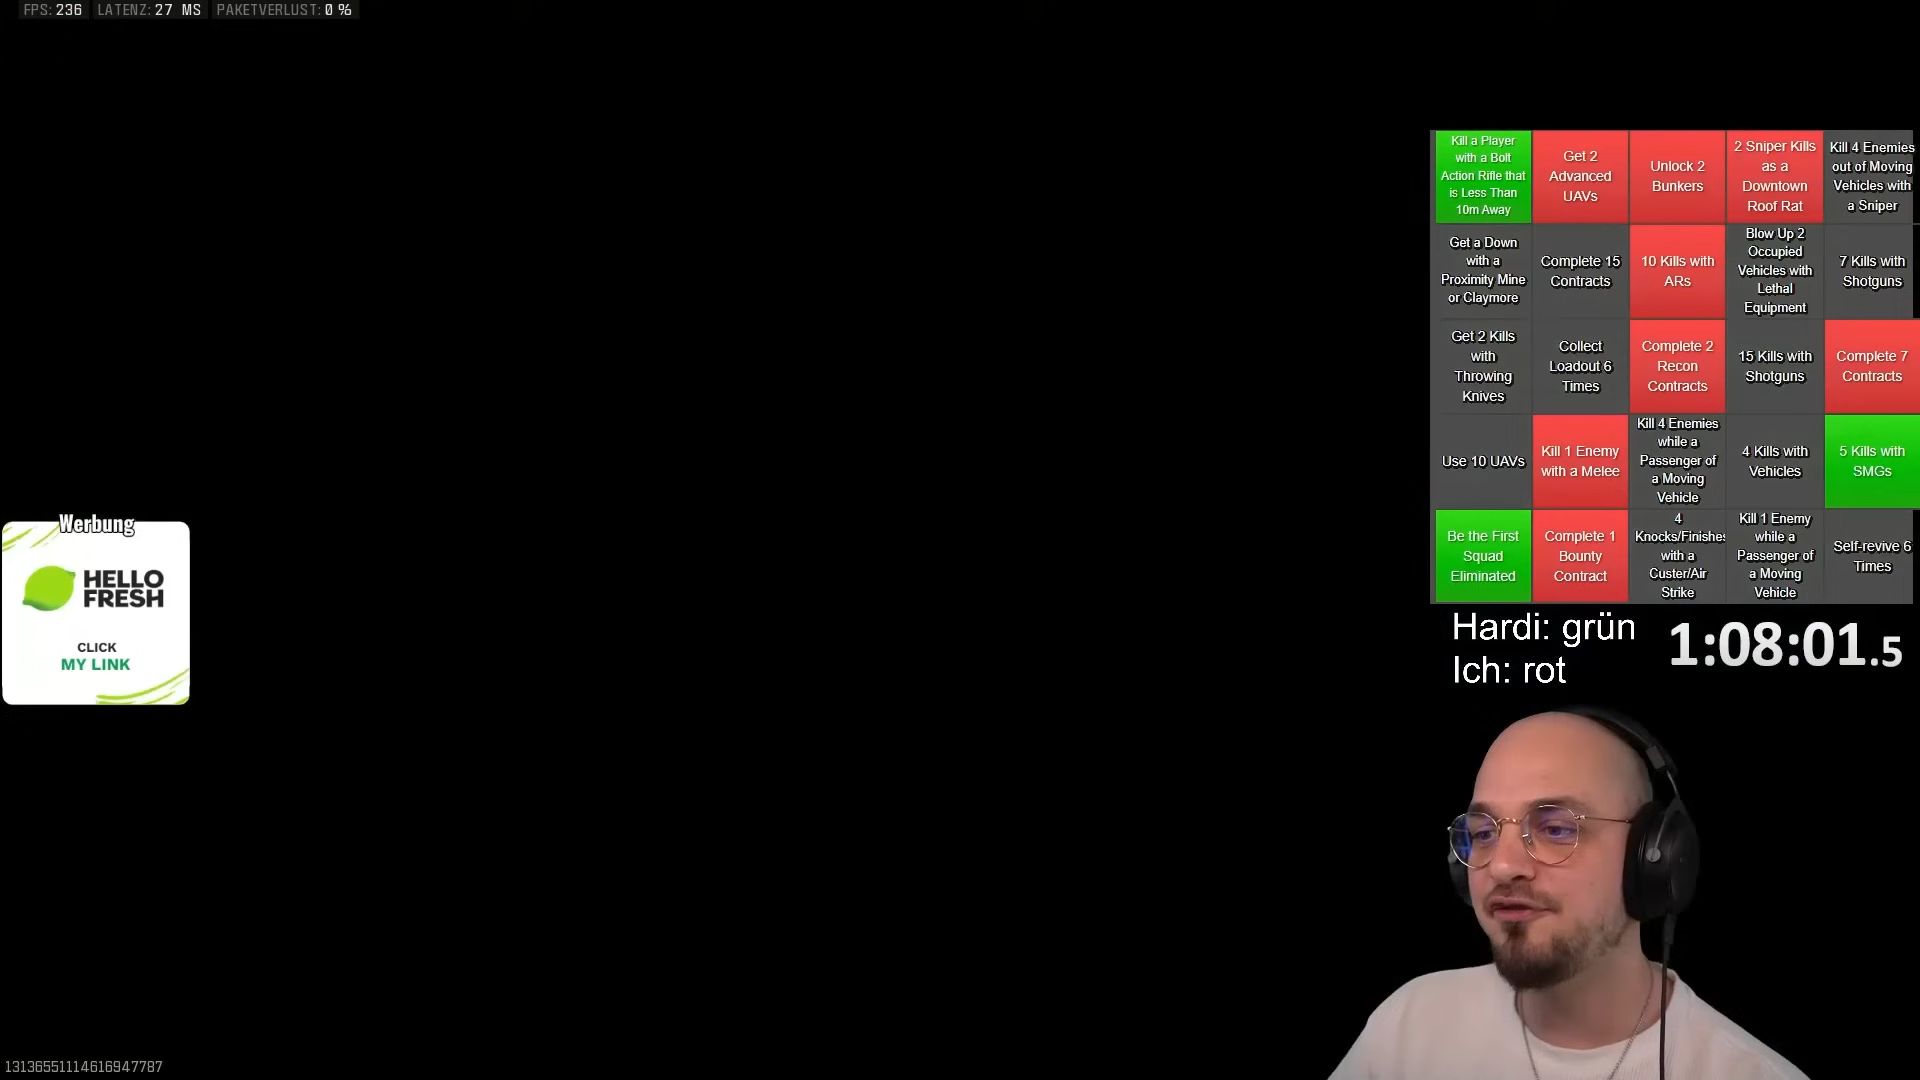 FPS: 236 LATENZ: 27 MS PAKETVERLUST: 0 %
Kill a Player
with a Bolt
Action Rifle that
is Less Than
10m Away
Get 2
Advanced
UAVs
Unlock 2
Bunkers
2 Sniper Kills
as a
Downtown
Roof Rat
Kill 4 Enemies
out of Moving
Vehicles with
a Sniper
Get a Down
with a
Proximity Mine
or Claymore
Complete 15
Contracts
10 Kills with
ARs
Blow Up 2
Occupied
Vehicles with
Lethal
Equipment
7 Kills with
Shotguns
Get 2 Kills
with
Throwing
Knives
Collect
Loadout 6
Times
Complete 2
Recon
Contracts
15 Kills with
Shotguns
Complete 7
Contracts
Use 10 UAVs
Kill 1 Enemy
with a Melee
Kill 4 Enemies
while a
Passenger of
a Moving
Vehicle
4 Kills with
Vehicles
5 Kills with
SMGs
Be the First
Squad
Eliminated
Complete 1
Bounty
Contract
4
Knocks/Finishes
with a
Custer/Air
Strike
Kill 1 Enemy
while a
Passenger of
a Moving
Vehicle
Self-revive 6
Times
Hardi: grün
Ich: rot
1:08:01.5
Werbung
HELLO
FRESH
CLICK
MY LINK
13136551114616947787